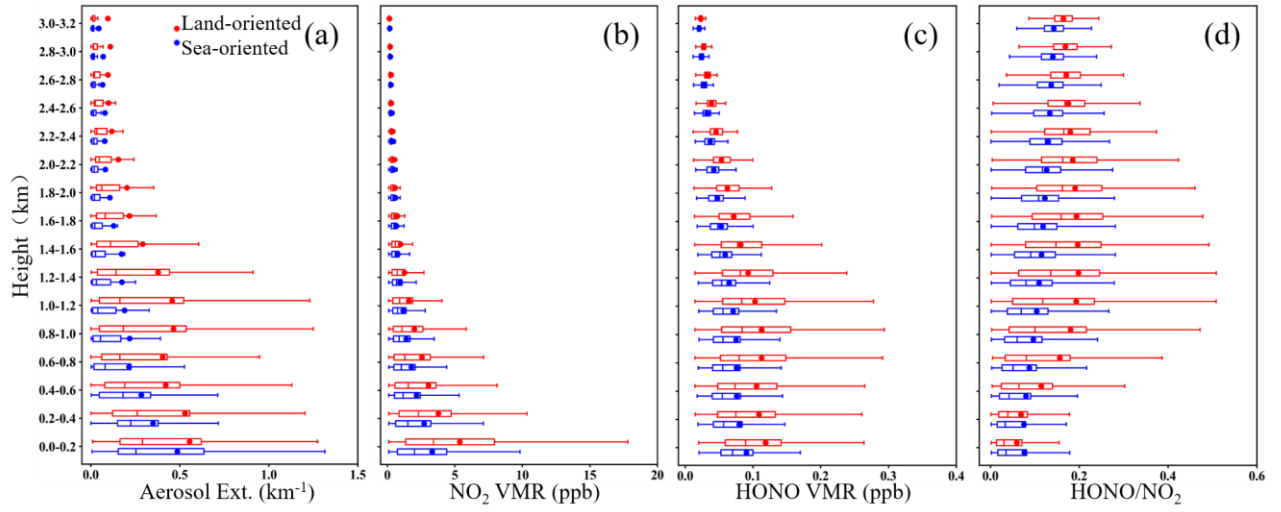 Height (km)
3.0-3.2
2.8-3.0
2.6-2.8
2.4-2.6
2.2-2.4
2.0-2.2
1.8-2.0
1.6-1.8
1.4-1.6
1.2-1.4
1.0-1.2
0.8-1.0
0.6-0.8
0.4-0.6
0.2-0.4
0.0-0.2
Land-oriented
Sea-oriented
(a)
0.0 0.5 1.0 1.5
Aerosol Ext. (km⁻¹)
(b)
0 5 10 15 20
NO₂ VMR (ppb)
(c)
0.0 0.1 0.2 0.3 0.4
HONO VMR (ppb)
(d)
0.0 0.2 0.4 0.6
HONO/NO₂